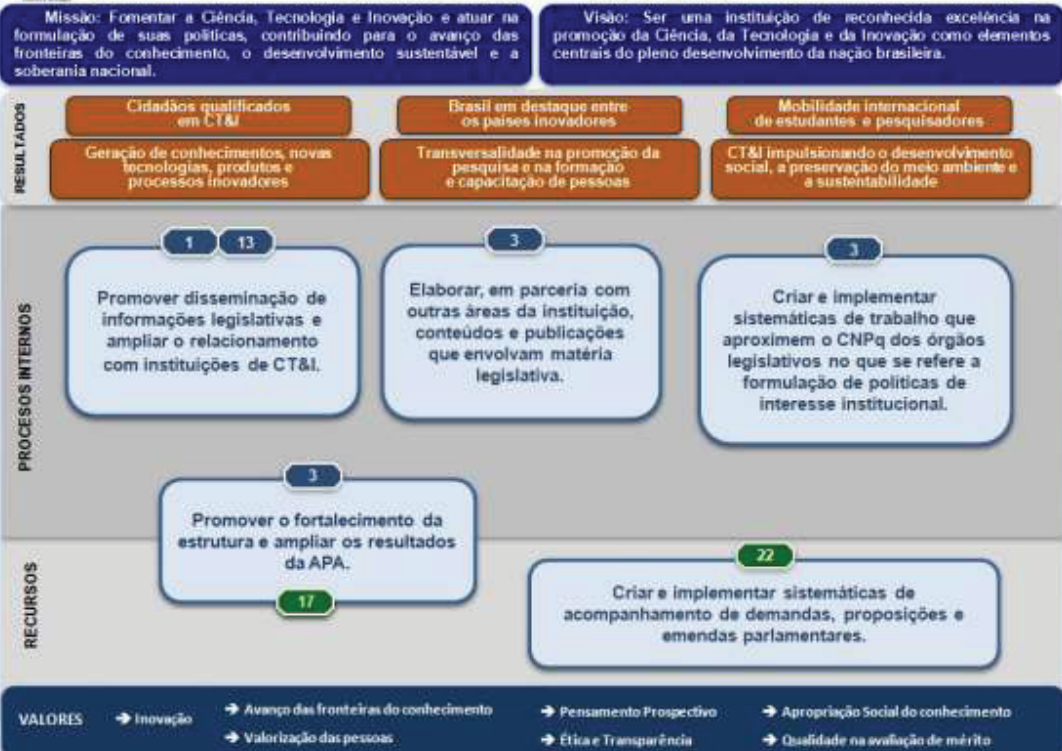 Missão: Fomentar a Ciência, Tecnologia e Inovação e atuar na
formulação de suas políticas, contribuindo para o avanço das
fronteiras do conhecimento, o desenvolvimento sustentável e a
soberania nacional.
Visão: Ser uma instituição de reconhecida excelência na
promoção da Ciência, da Tecnologia e da Inovação como elementos
centrais do pleno desenvolvimento da nação brasileira.
RESULTADOS
Cidadãos qualificados
em CT&I
Brasil em destaque entre
os países inovadores
Mobilidade internacional
de estudantes e pesquisadores
Geração de conhecimentos, novas
tecnologias, produtos e
processos inovadores
Transversalidade na promoção da
pesquisa e na formação
e capacitação de pessoas
CT&I impulsionando o desenvolvimento
social, a preservação do meio ambiente e
a sustentabilidade
PROCESOS INTERNOS
1
13
Promover disseminação de
informações legislativas e
ampliar o relacionamento
com instituições de CT&I.
3
Elaborar, em parceria com
outras áreas da instituição,
conteúdos e publicações
que envolvam matéria
legislativa.
3
Criar e implementar
sistemáticas de trabalho que
aproximem o CNPq dos órgãos
legislativos no que se refere a
formulação de políticas de
interesse institucional.
3
Promover o fortalecimento da
estrutura e ampliar os resultados
da APA.
17
RECURSOS
22
Criar e implementar sistemáticas de
acompanhamento de demandas, proposições e
emendas parlamentares.
VALORES
➔ Inovação
➔ Avanço das fronteiras do conhecimento
➔ Valorização das pessoas
➔ Pensamento Prospectivo
➔ Ética e Transparência
➔ Apropriação Social do conhecimento
➔ Qualidade na avaliação de mérito